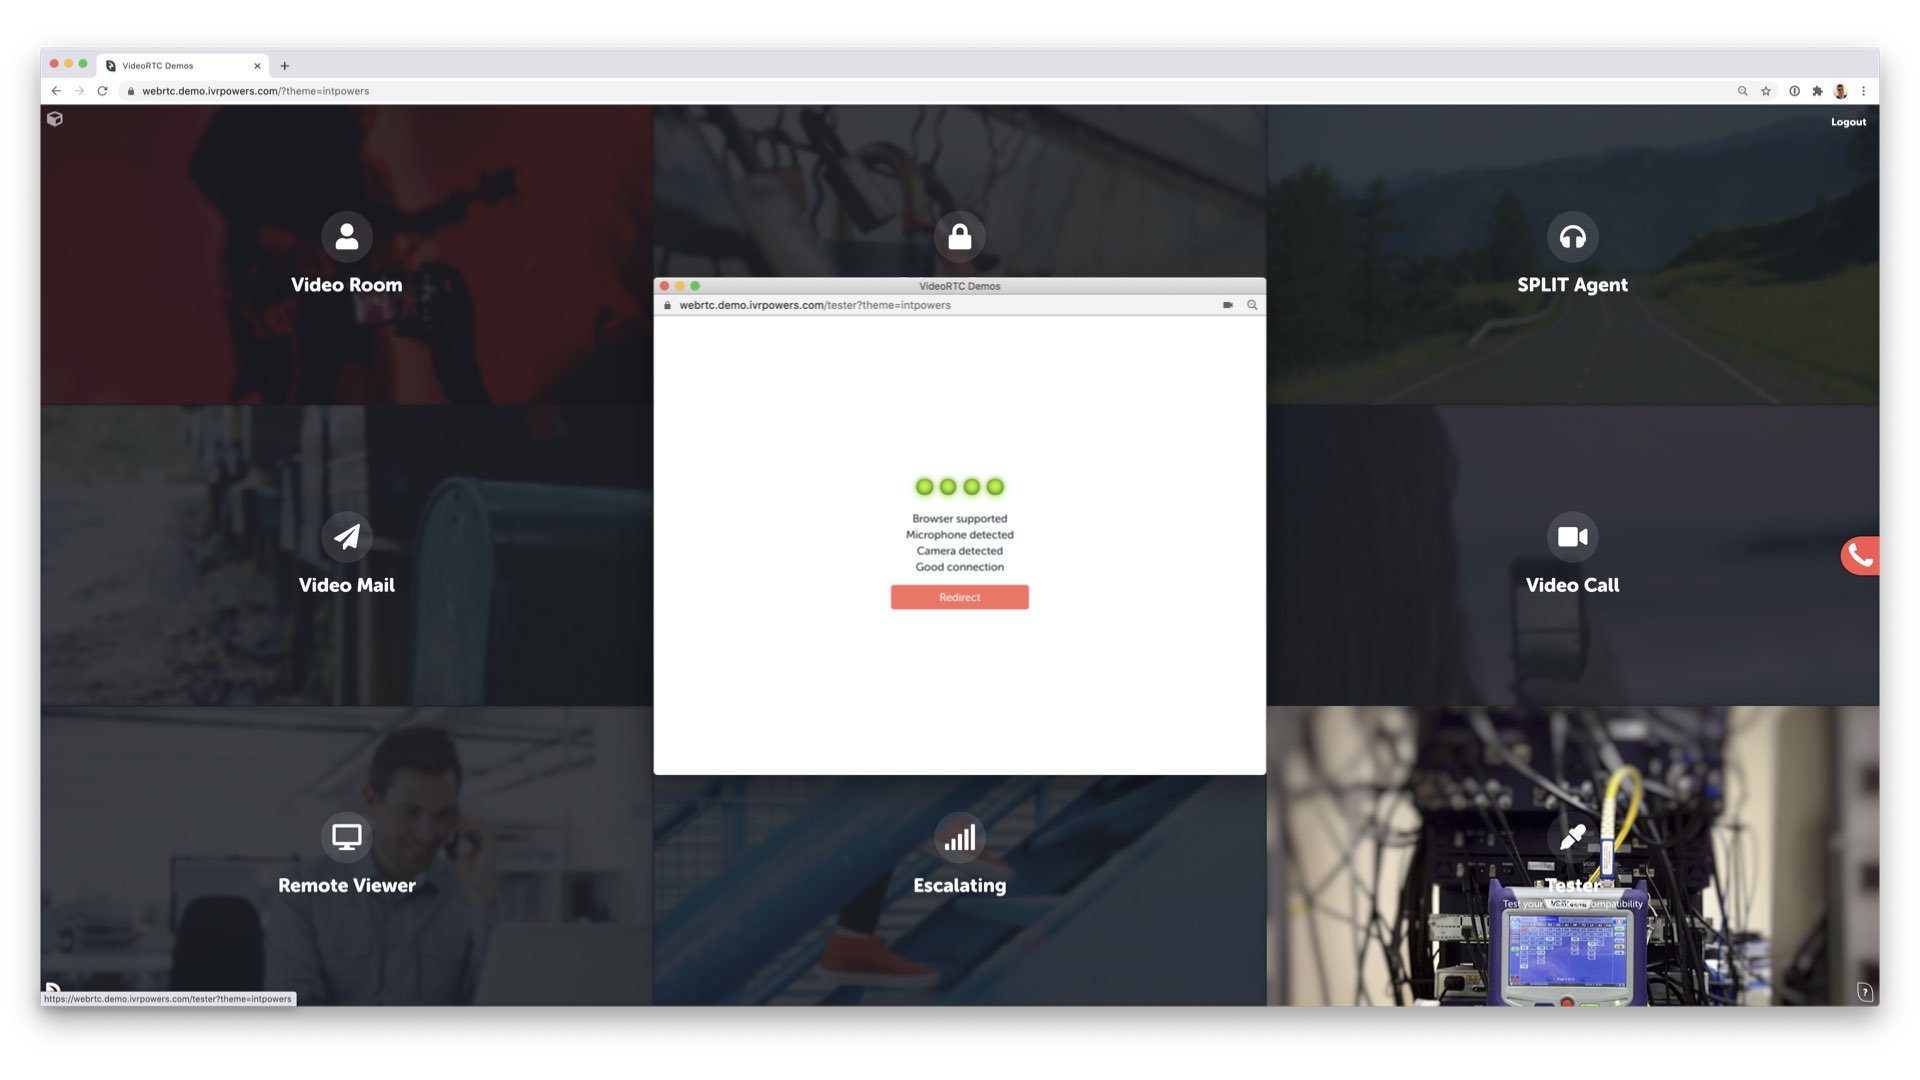 VideoRTC Demos
webrtc.demo.ivrpowers.com/?theme=intpowers
Logout
Video Room
SPLIT Agent
VideoRTC Demos
webrtc.demo.ivrpowers.com/tester?theme=intpowers
Browser supported
Microphone detected
Camera detected
Good connection
Redirect
Video Mail
Video Call
Remote Viewer
Escalating
Tester
Test your compatibility
https://webrtc.demo.ivrpowers.com/tester?theme=intpowers